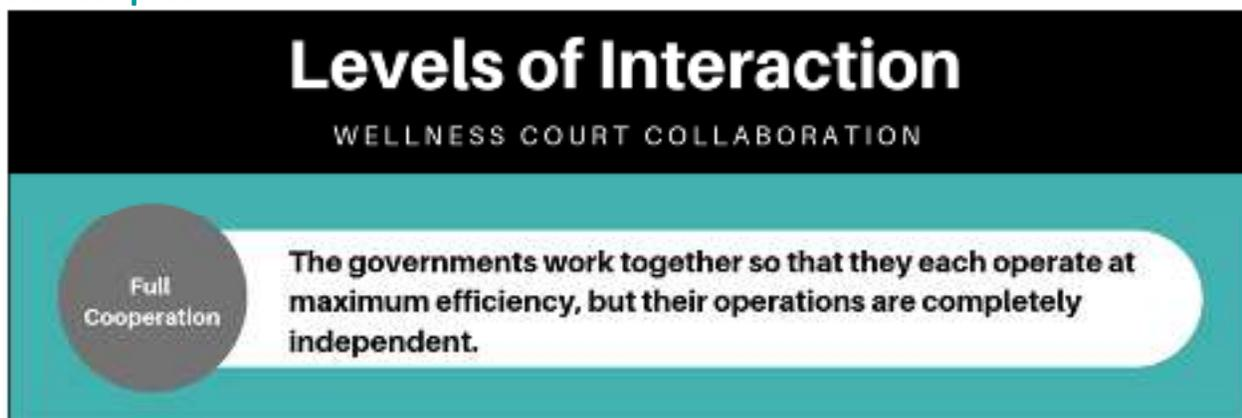 Levels of Interaction
WELLNESS COURT COLLABORATION
Full
Cooperation
The governments work together so that they each operate at
maximum efficiency, but their operations are completely
independent.